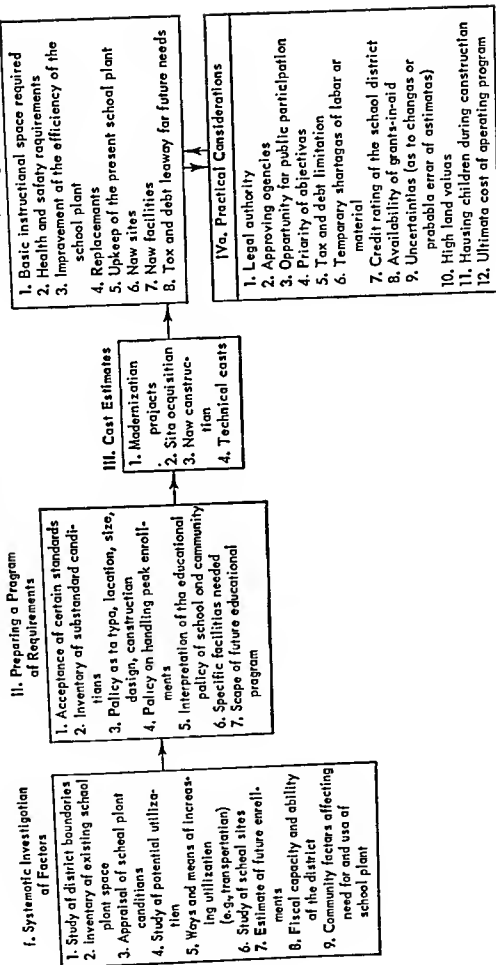 I. Systematic Investigation
of Factors
1. Study of district boundaries
2. Inventory of existing school
plant space
3. Appraisal of school plant
conditions
4. Study of potential utiliza-
tion
5. Ways and means of increas-
ing utilization
(e.g., transportation)
6. Study of school sites
7. Estimate of future enroll-
ments
8. Fiscal capacity and ability
of the district
9. Community factors affecting
need for and use of
school plant
II. Preparing a Program
of Requirements
1. Acceptance of certain standards
2. Inventory of substandard condi-
tions
3. Policy as to type, location, size,
design, construction
4. Policy on handling peak enroll-
ments
5. Interpretation of the educational
policy of school and community
6. Specific facilities needed
7. Scope of future educational
program
III. Cost Estimates
1. Modernization
projects
2. Site acquisition
3. New construc-
tion
4. Technical costs
1. Basic instructional space required
2. Health and safety requirements
3. Improvement of the efficiency of the
school plant
4. Replacements
5. Upkeep of the present school plant
6. New sites
7. New facilities
8. Tax and debt leeway for future needs
IVa. Practical Considerations
1. Legal authority
2. Approving agencies
3. Opportunity for public participation
4. Priority of objectives
5. Tax and debt limitation
6. Temporary shortages of labor or
material
7. Credit rating of the school district
8. Availability of grants-in-aid
9. Uncertainties (as to changes or
probable error of estimates)
10. High land values
11. Housing children during construction
12. Ultimate cost of operating program